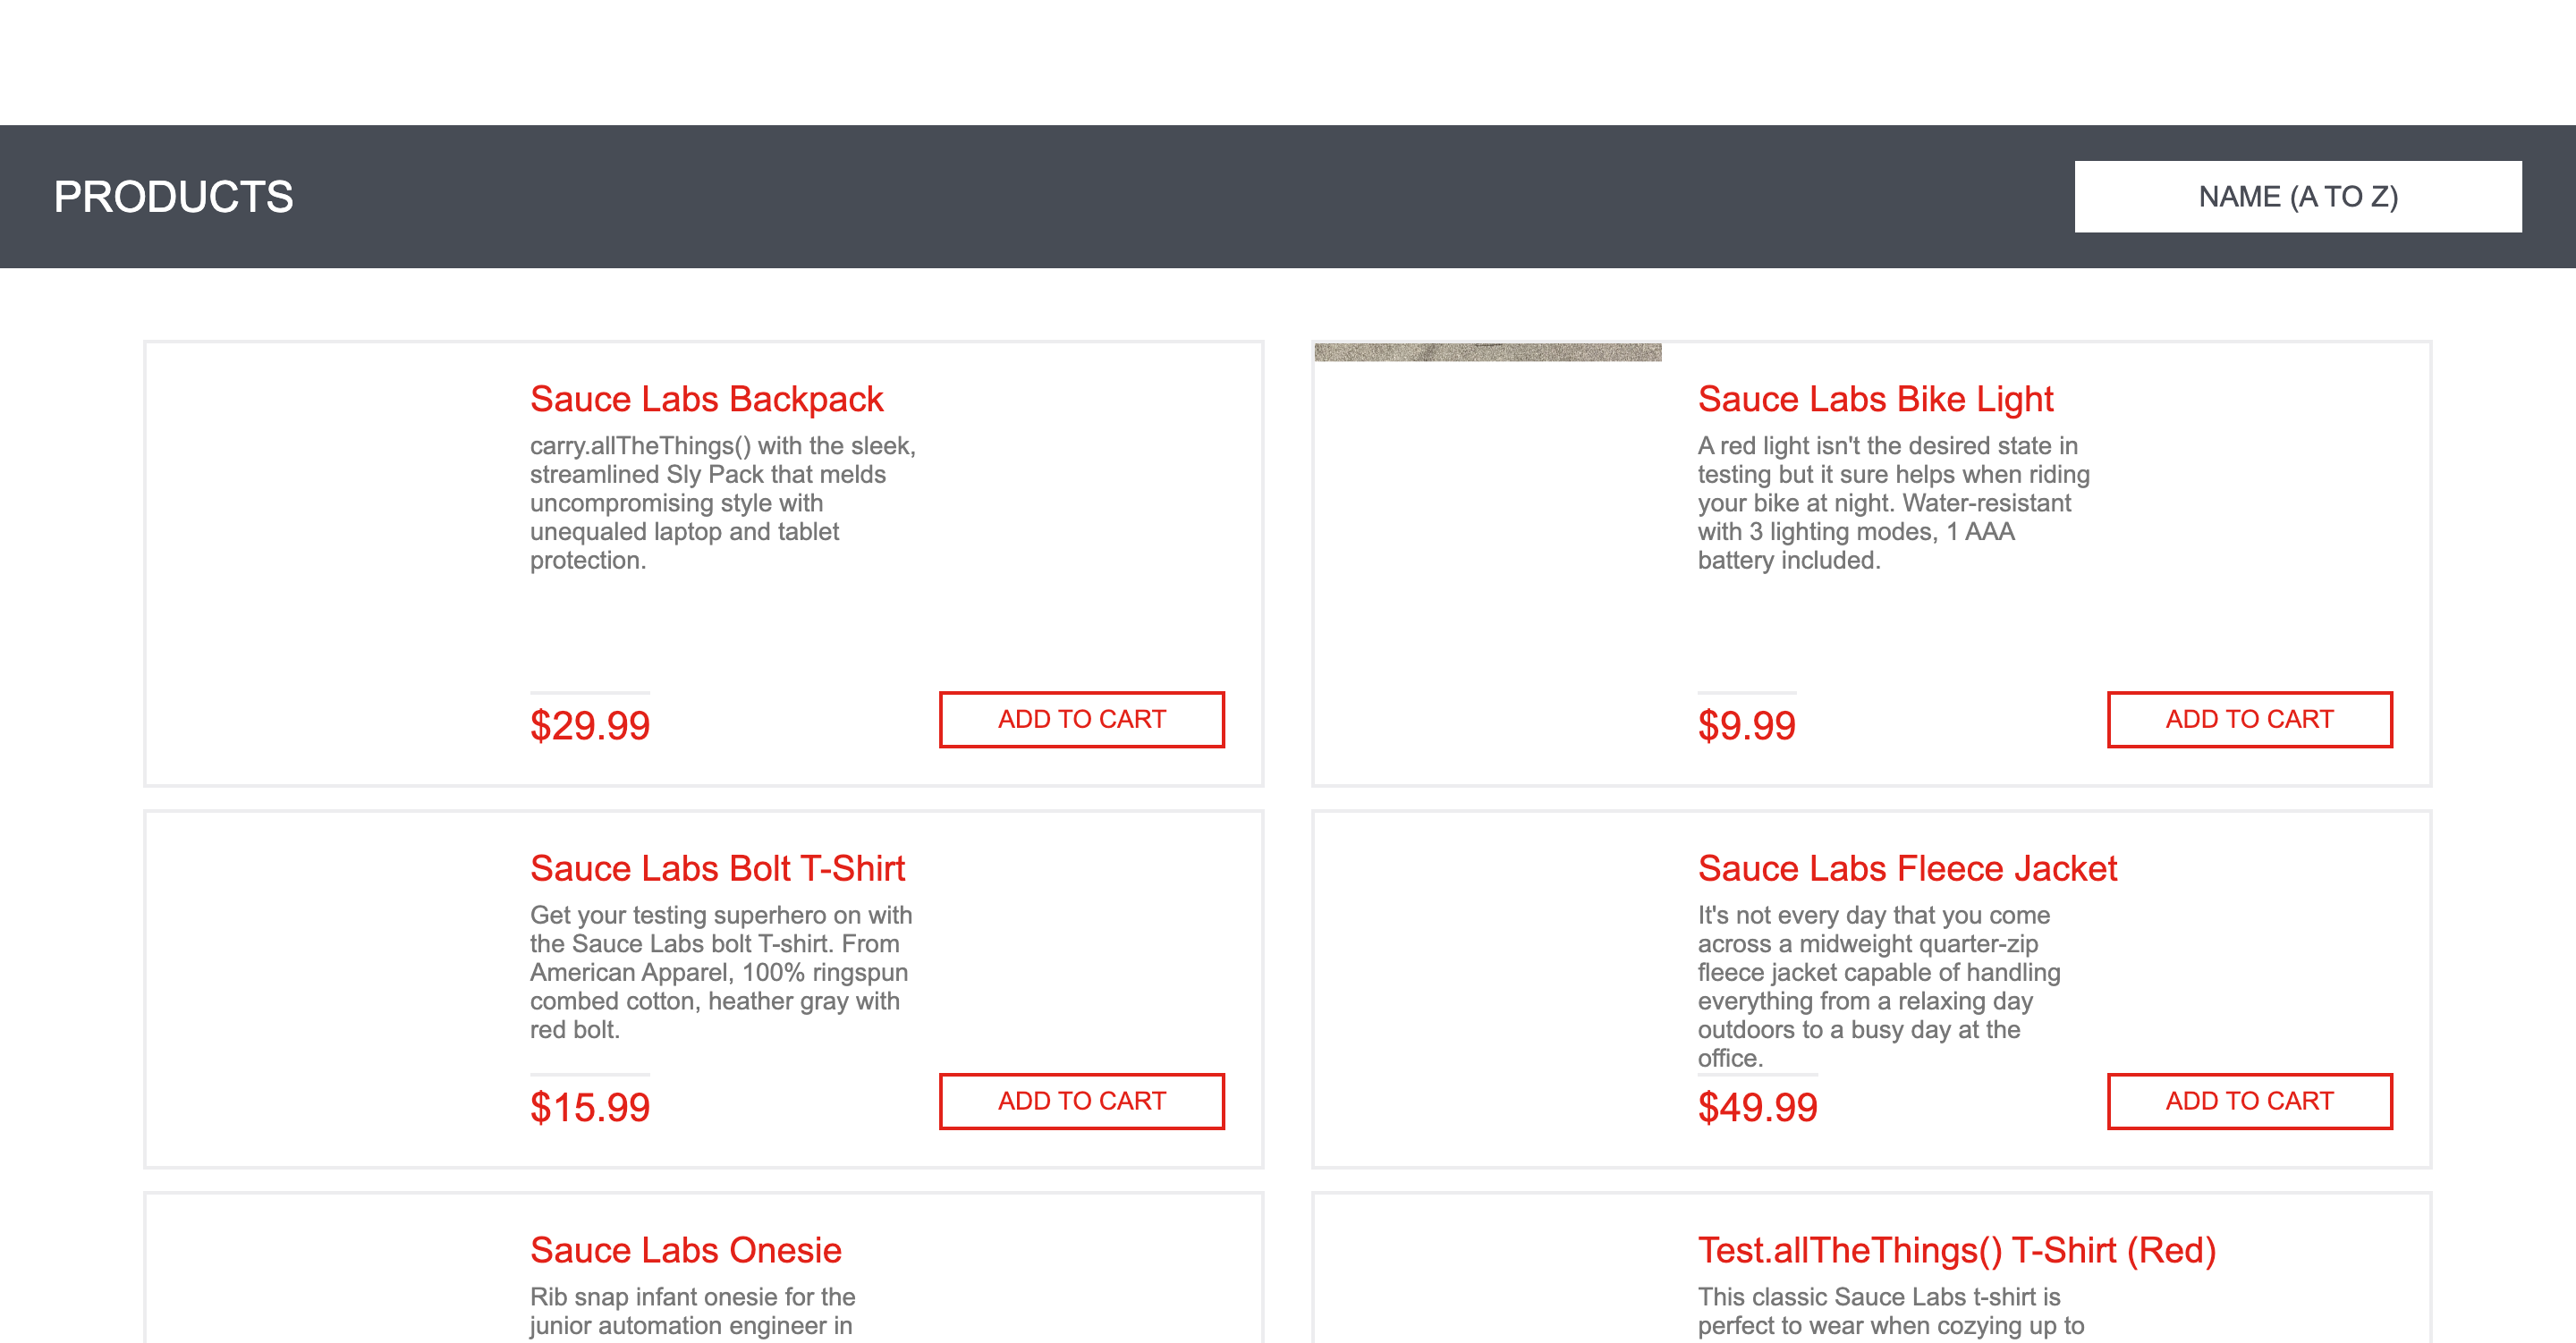 PRODUCTS
NAME (A TO Z)
Sauce Labs Backpack
carry.allTheThings() with the sleek,
streamlined Sly Pack that melds
uncompromising style with
unequaled laptop and tablet
protection.
$29.99
ADD TO CART
Sauce Labs Bike Light
A red light isn't the desired state in
testing but it sure helps when riding
your bike at night. Water-resistant
with 3 lighting modes, 1 AAA
battery included.
$9.99
ADD TO CART
Sauce Labs Bolt T-Shirt
Get your testing superhero on with
the Sauce Labs bolt T-shirt. From
American Apparel, 100% ringspun
combed cotton, heather gray with
red bolt.
$15.99
ADD TO CART
Sauce Labs Fleece Jacket
It's not every day that you come
across a midweight quarter-zip
fleece jacket capable of handling
everything from a relaxing day
outdoors to a busy day at the
office.
$49.99
ADD TO CART
Sauce Labs Onesie
Rib snap infant onesie for the
junior automation engineer in
Test.allTheThings() T-Shirt (Red)
This classic Sauce Labs t-shirt is
perfect to wear when cozying up to